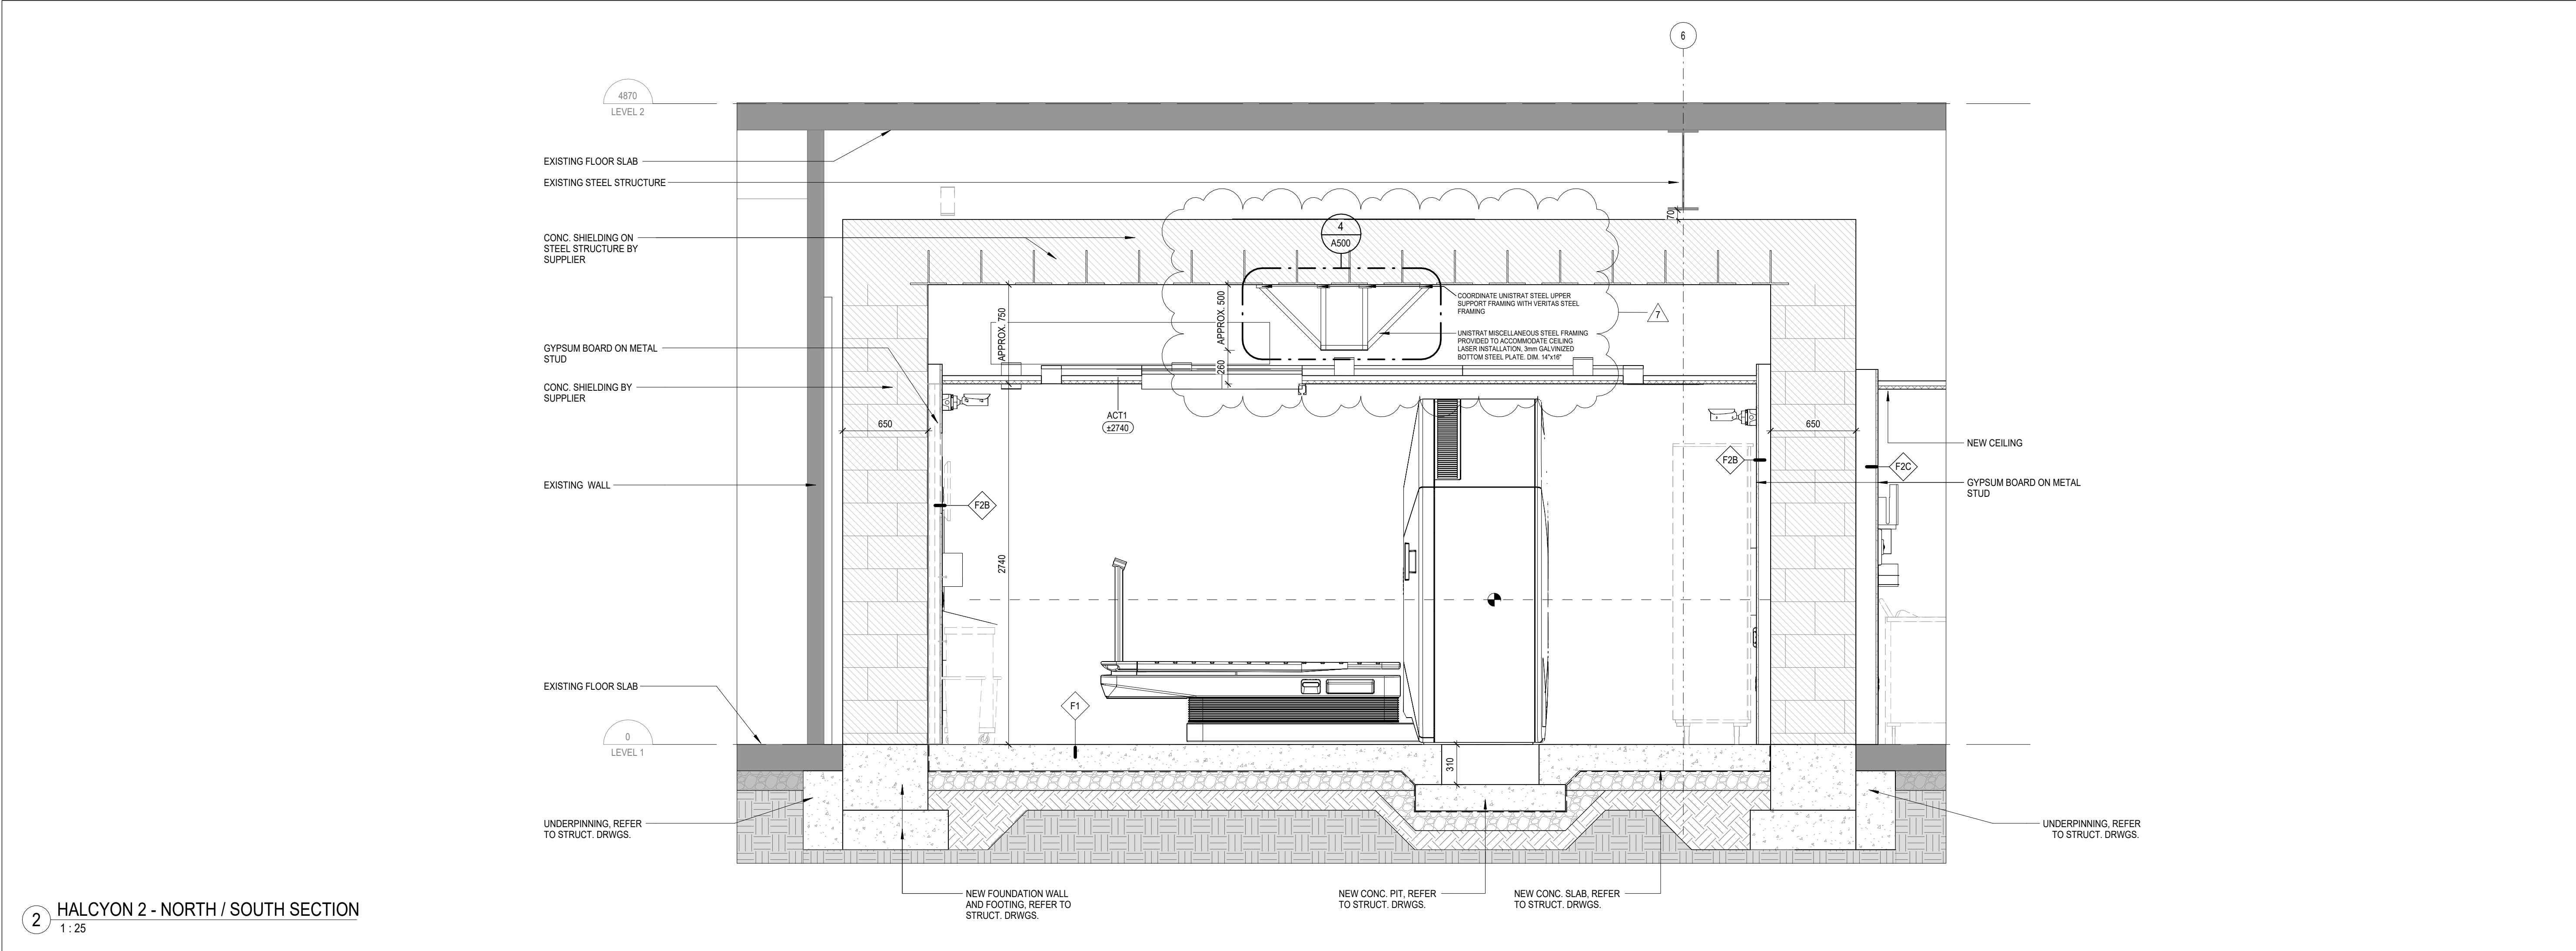 6
4870
LEVEL 2
EXISTING FLOOR SLAB
EXISTING STEEL STRUCTURE
70
CONC. SHIELDING ON
STEEL STRUCTURE BY
SUPPLIER
4
A500
COORDINATE UNISTRAT STEEL UPPER
SUPPORT FRAMING WITH VERITAS STEEL
FRAMING
7
UNISTRAT MISCELLANEOUS STEEL FRAMING
PROVIDED TO ACCOMMODATE CEILING
LASER INSTALLATION, 3mm GALVINIZED
BOTTOM STEEL PLATE. DIM. 14"x16"
APPROX. 750
APPROX. 500
260
GYPSUM BOARD ON METAL
STUD
CONC. SHIELDING BY
SUPPLIER
ACT1
±2740
650
650
NEW CEILING
F2B
F2C
EXISTING WALL
GYPSUM BOARD ON METAL
STUD
F2B
2740
EXISTING FLOOR SLAB
F1
0
LEVEL 1
310
UNDERPINNING, REFER
TO STRUCT. DRWGS.
UNDERPINNING, REFER
TO STRUCT. DRWGS.
NEW FOUNDATION WALL
AND FOOTING, REFER TO
STRUCT. DRWGS.
NEW CONC. PIT, REFER
TO STRUCT. DRWGS.
NEW CONC. SLAB, REFER
TO STRUCT. DRWGS.
2 HALCYON 2 - NORTH / SOUTH SECTION
1 : 25